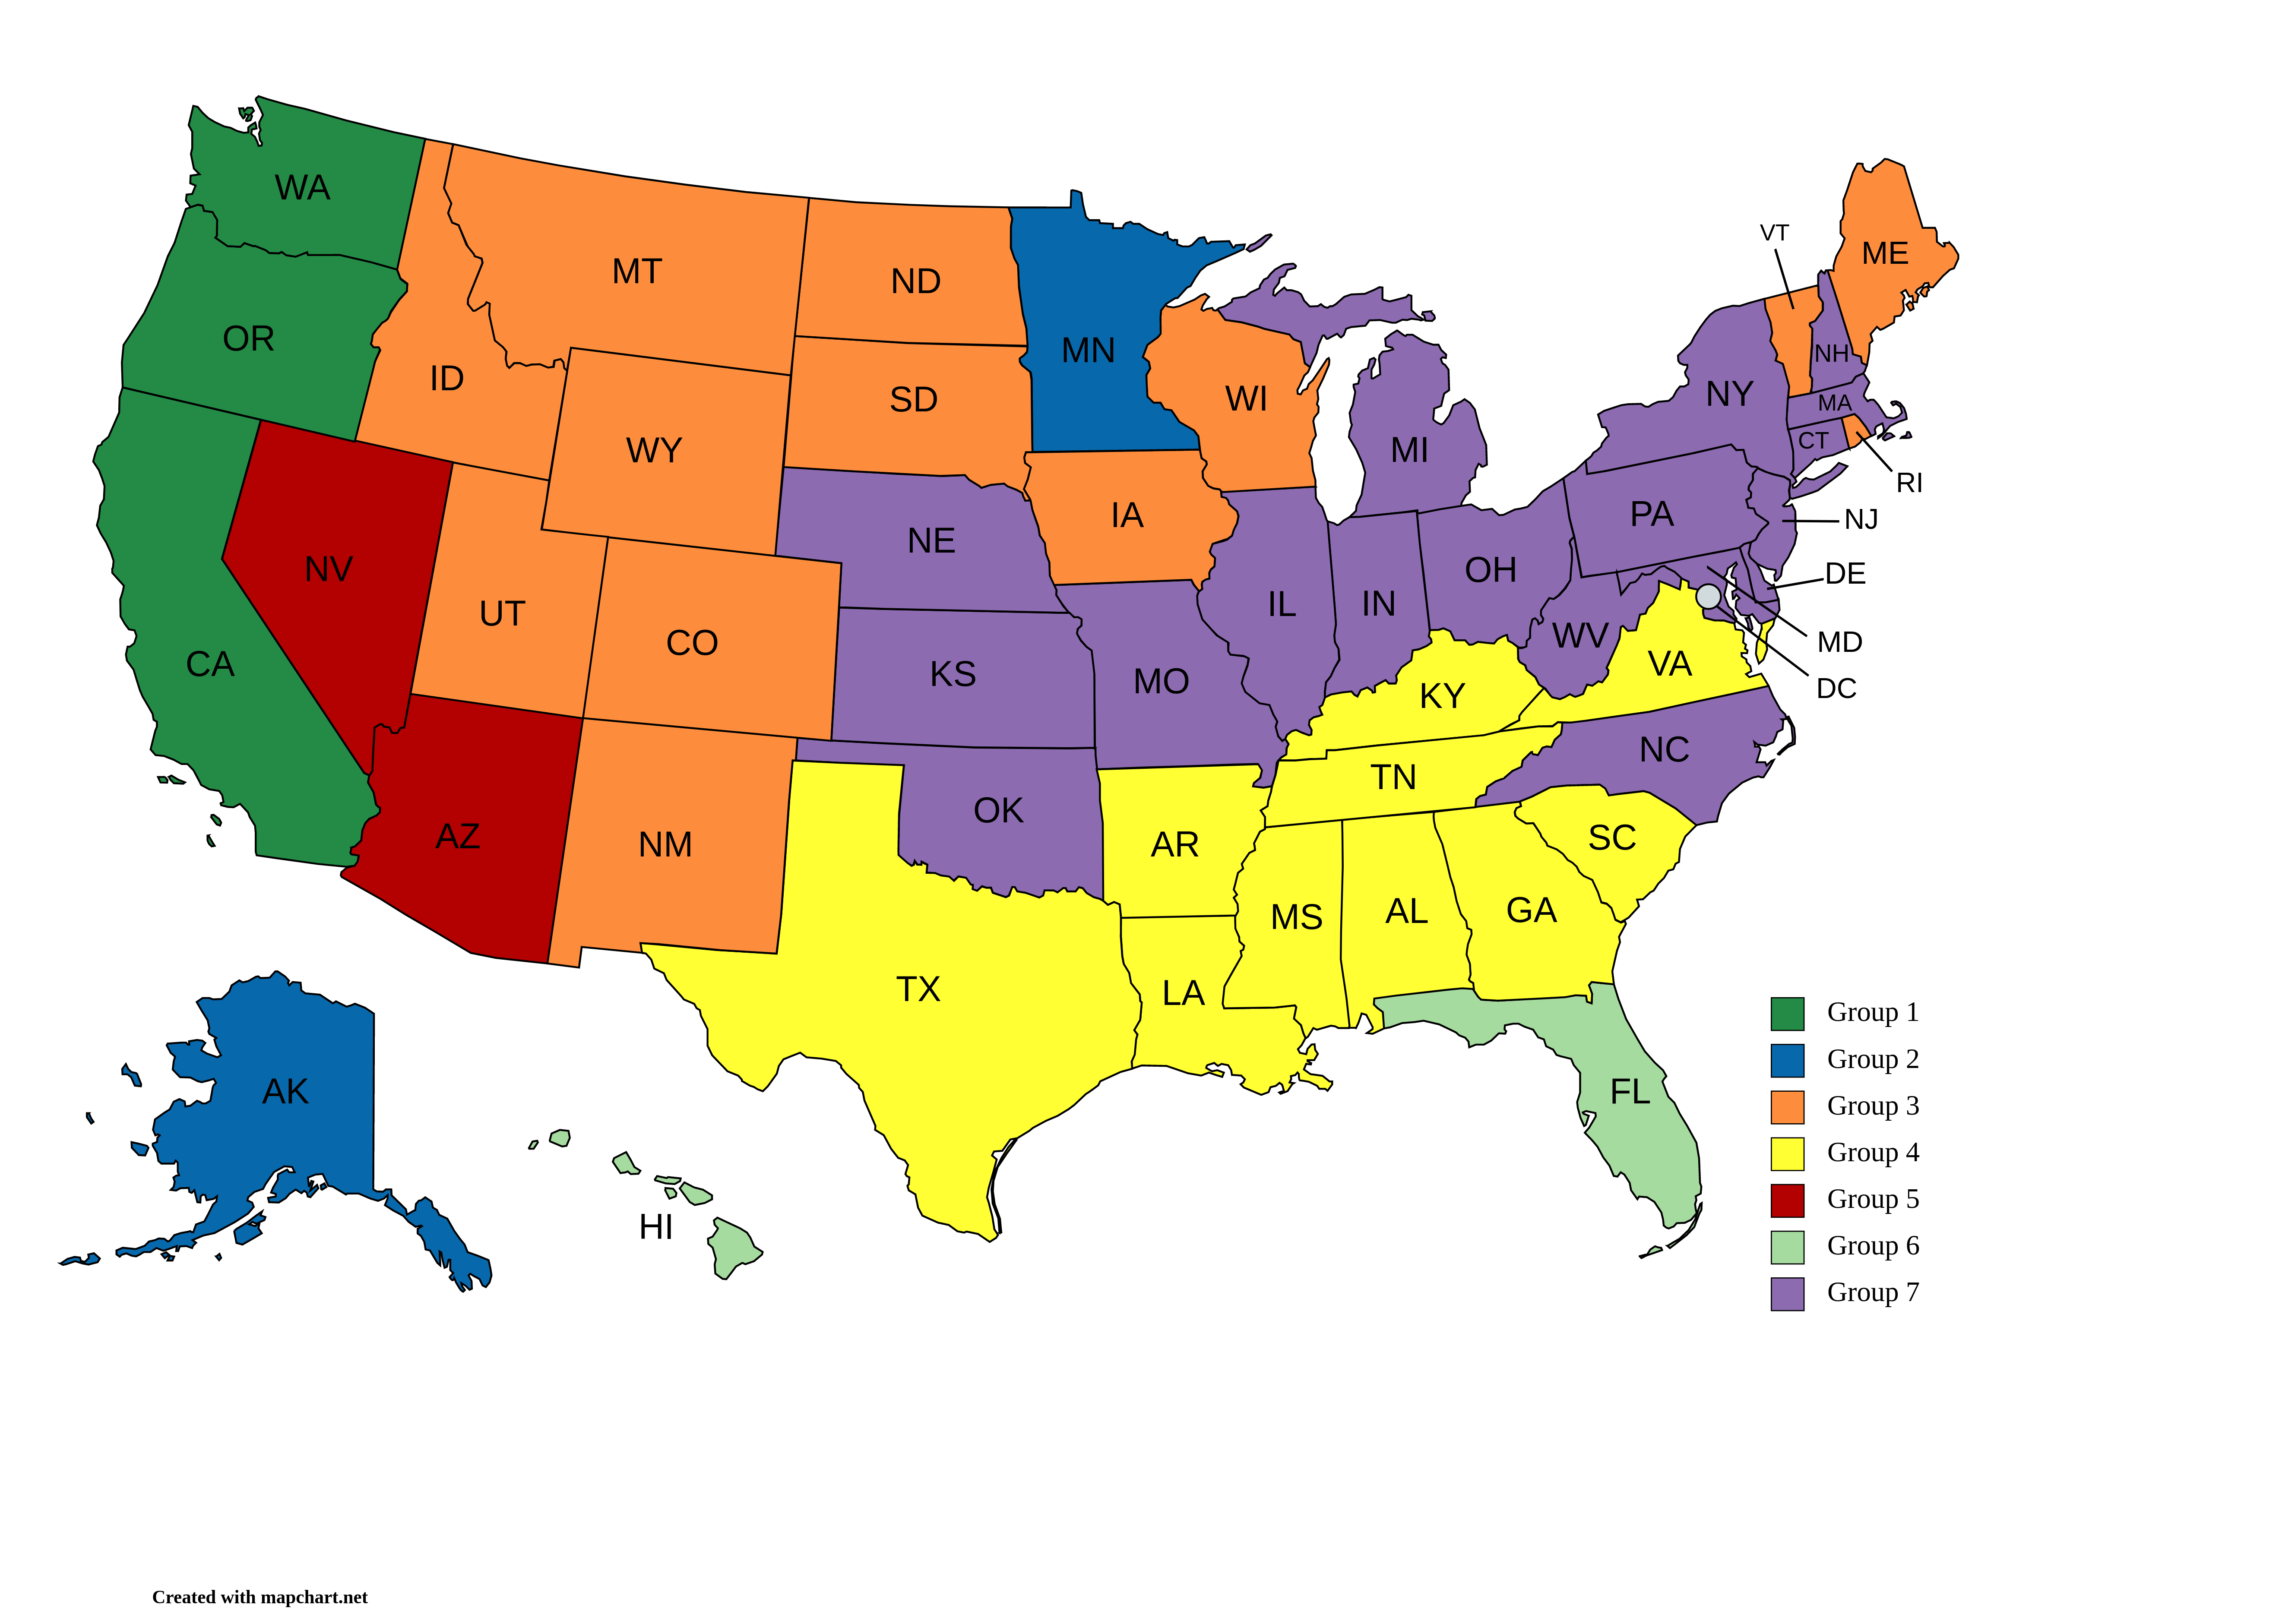 WA
VT
ME
MT
ND
OR
MN
NH
ID
SD
WI
NY
MA
WY
MI
CT
RI
IA
PA
NJ
NE
NV
OH
DE
UT
IL
IN
CO
WV
MD
CA
KS
MO
KY
VA
DC
NC
TN
OK
AZ
NM
AR
SC
MS
AL
GA
TX
LA
AK
FL
HI
Group 1
Group 2
Group 3
Group 4
Group 5
Group 6
Group 7
Created with mapchart.net